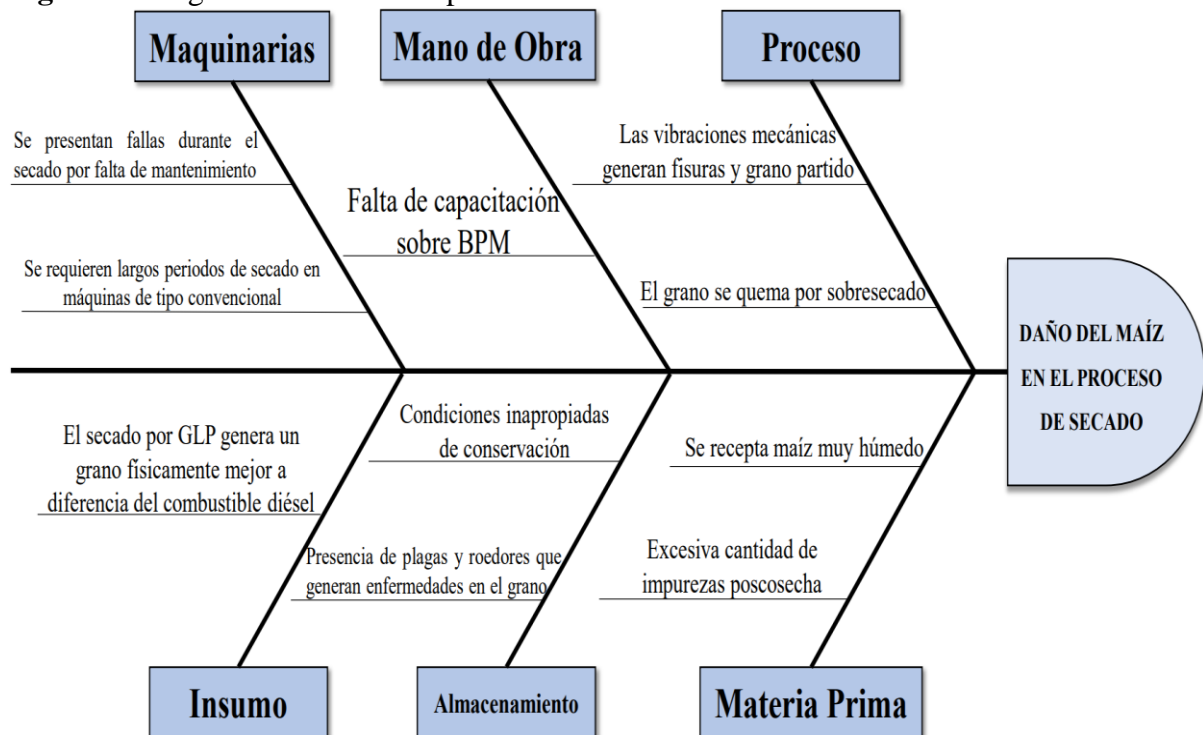 Maquinarias
Mano de Obra
Proceso
Se presentan fallas durante el
secado por falta de mantenimiento
Se requieren largos periodos de secado en
máquinas de tipo convencional
Falta de capacitación
sobre BPM
Las vibraciones mecánicas
generan fisuras y grano partido
El grano se quema por sobresecado
DAÑO DEL MAÍZ
EN EL PROCESO
DE SECADO
El secado por GLP genera un
grano físicamente mejor a
diferencia del combustible diésel
Condiciones inapropiadas
de conservación
Presencia de plagas y roedores que
generan enfermedades en el grano
Se recepta maíz muy húmedo
Excesiva cantidad de
impurezas poscosecha
Insumo
Almacenamiento
Materia Prima